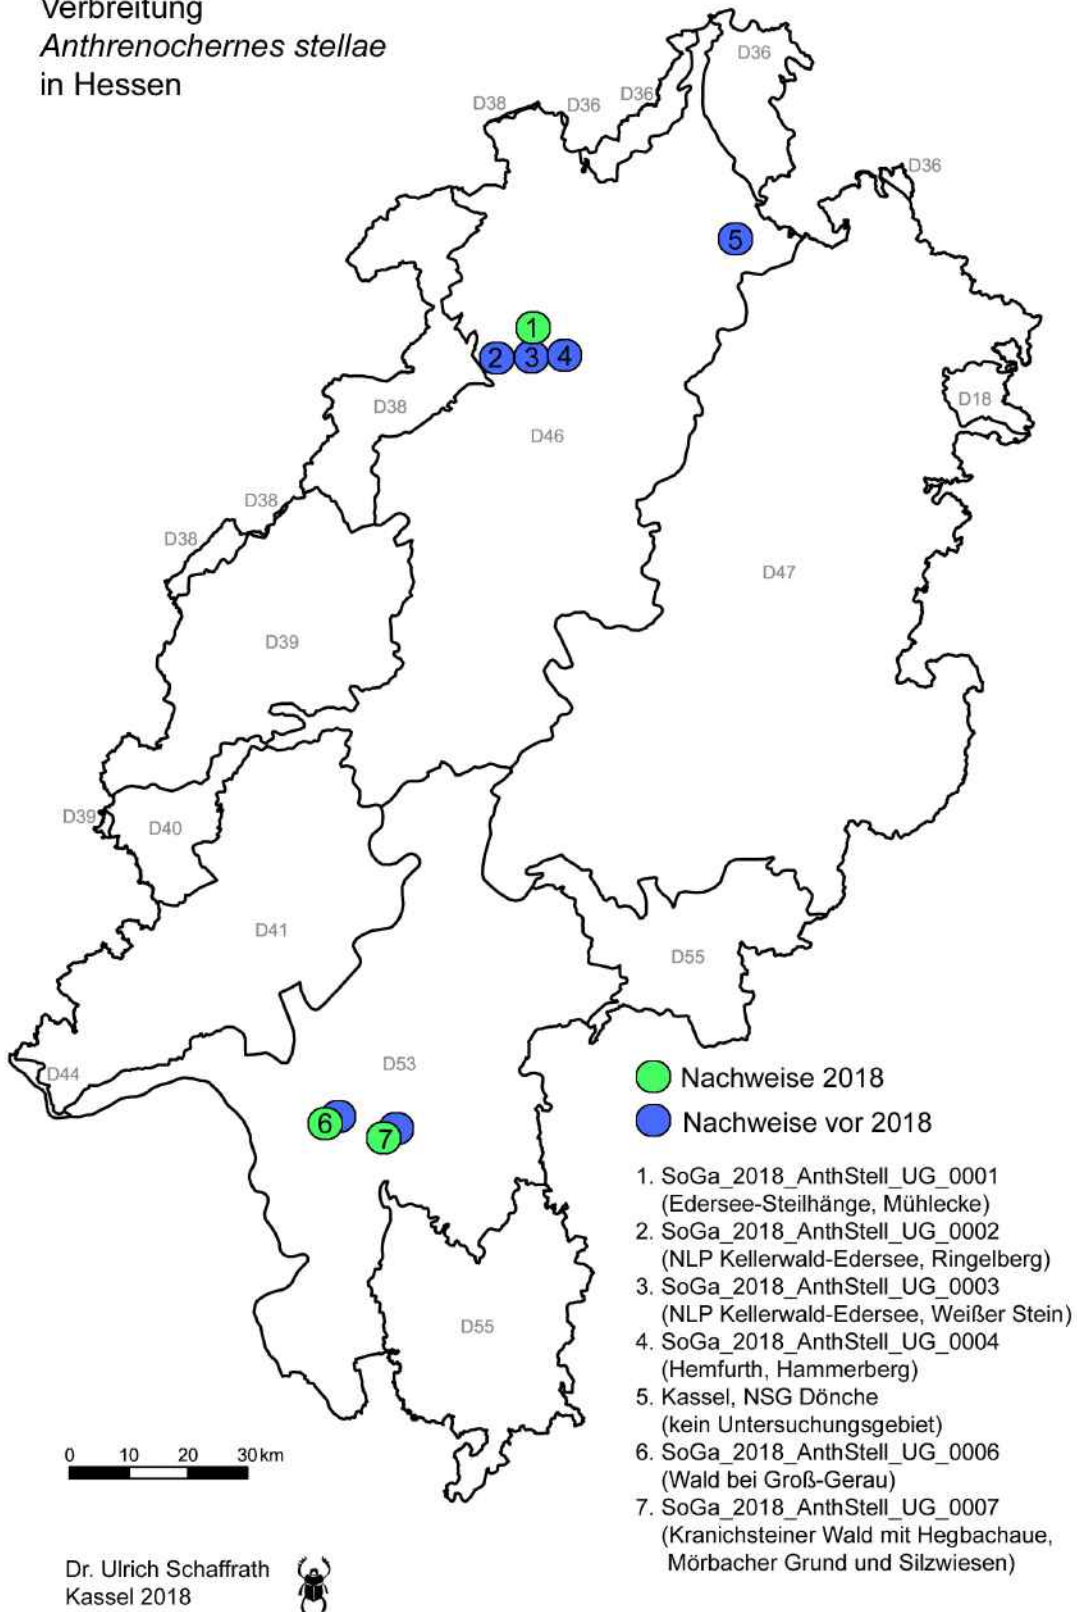 Verbreitung
Anthrenochernes stellae
in Hessen
D36
D36
D36
D38
D36
5
1
2 3 4
D18
D38
D46
D38
D38
D47
D39
D39
D40
D41
D55
D53
D44
6
7
D55
Nachweise 2018
Nachweise vor 2018
1. SoGa_2018_AnthStell_UG_0001
(Edersee-Steilhänge, Mühlecke)
2. SoGa_2018_AnthStell_UG_0002
(NLP Kellerwald-Edersee, Ringelberg)
3. SoGa_2018_AnthStell_UG_0003
(NLP Kellerwald-Edersee, Weißer Stein)
4. SoGa_2018_AnthStell_UG_0004
(Hemfurth, Hammerberg)
5. Kassel, NSG Dönche
(kein Untersuchungsgebiet)
6. SoGa_2018_AnthStell_UG_0006
(Wald bei Groß-Gerau)
7. SoGa_2018_AnthStell_UG_0007
(Kranichsteiner Wald mit Hegbachaue,
Mörbacher Grund und Silzwiesen)
0 10 20 30 km
Dr. Ulrich Schaffrath
Kassel 2018